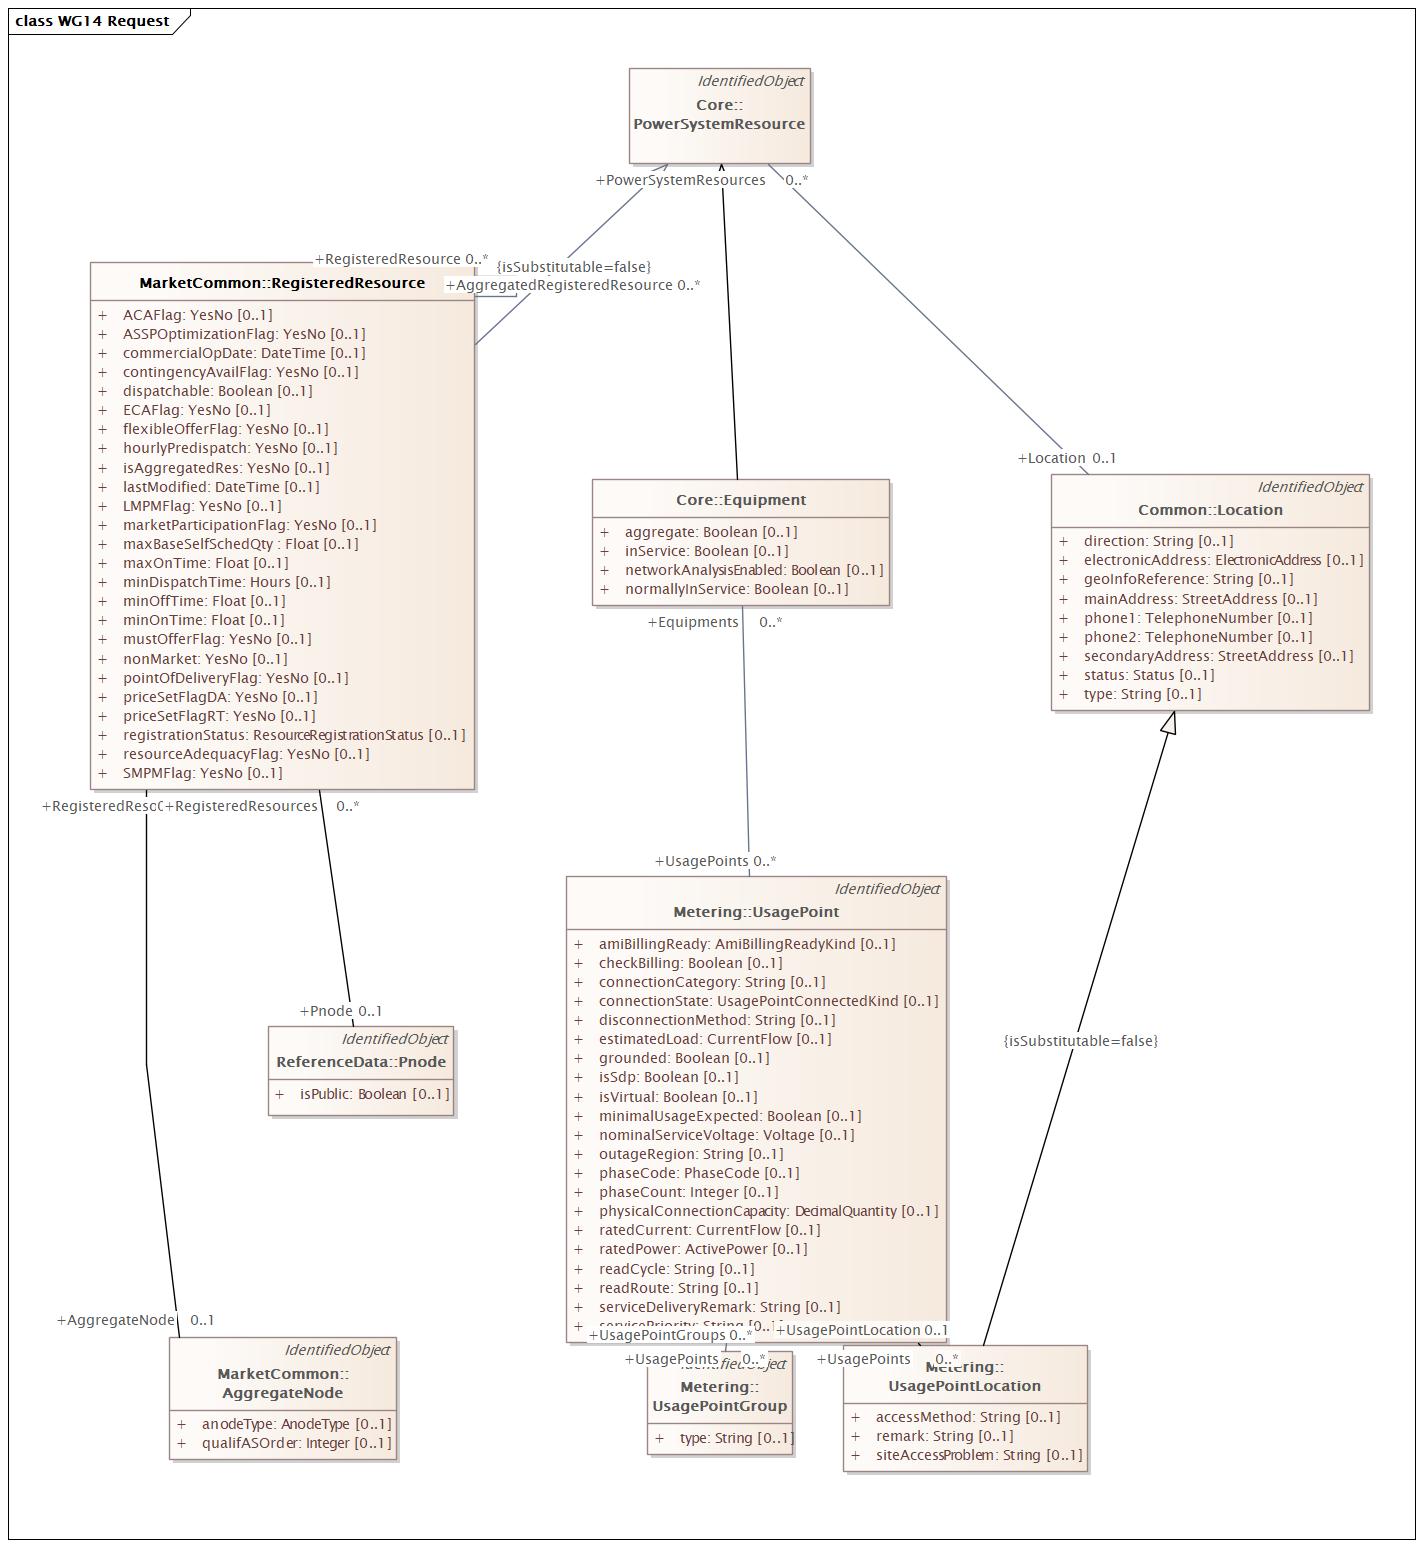 class WG14 Request
IdentifiedObject
Core::
PowerSystemResource
+PowerSystemResources 0..*
+RegisteredResource 0..*
{isSubstitutable=false}
+AggregatedRegisteredResource 0..*
MarketCommon::RegisteredResource
+ ACAFlag: YesNo [0..1]
+ ASSPOptimizationFlag: YesNo [0..1]
+ commercialOpDate: DateTime [0..1]
+ contingencyAvailFlag: YesNo [0..1]
+ dispatchable: Boolean [0..1]
+ ECAFlag: YesNo [0..1]
+ flexibleOfferFlag: YesNo [0..1]
+ hourlyPredispatch: YesNo [0..1]
+ isAggregatedRes: YesNo [0..1]
+ lastModified: DateTime [0..1]
+ LMPMFlag: YesNo [0..1]
+ marketParticipationFlag: YesNo [0..1]
+ maxBaseSelfSchedQty : Float [0..1]
+ maxOnTime: Float [0..1]
+ minDispatchTime: Hours [0..1]
+ minOffTime: Float [0..1]
+ minOnTime: Float [0..1]
+ mustOfferFlag: YesNo [0..1]
+ nonMarket: YesNo [0..1]
+ pointOfDeliveryFlag: YesNo [0..1]
+ priceSetFlagDA: YesNo [0..1]
+ priceSetFlagRT: YesNo [0..1]
+ registrationStatus: ResourceRegistrationStatus [0..1]
+ resourceAdequacyFlag: YesNo [0..1]
+ SMPMFlag: YesNo [0..1]
+RegisteredResources 0..*
+Location 0..1
IdentifiedObject
Common::Location
+ direction: String [0..1]
+ electronicAddress: ElectronicAddress [0..1]
+ geoInfoReference: String [0..1]
+ mainAddress: StreetAddress [0..1]
+ phone1: TelephoneNumber [0..1]
+ phone2: TelephoneNumber [0..1]
+ secondaryAddress: StreetAddress [0..1]
+ status: Status [0..1]
+ type: String [0..1]
Core::Equipment
+ aggregate: Boolean [0..1]
+ inService: Boolean [0..1]
+ networkAnalysisEnabled: Boolean [0..1]
+ normallyInService: Boolean [0..1]
+Equipments 0..*
+UsagePoints 0..*
IdentifiedObject
Metering::UsagePoint
+ amiBillingReady: AmiBillingReadyKind [0..1]
+ checkBilling: Boolean [0..1]
+ connectionCategory: String [0..1]
+ connectionState: UsagePointConnectedKind [0..1]
+ disconnectionMethod: String [0..1]
+ estimatedLoad: CurrentFlow [0..1]
+ grounded: Boolean [0..1]
+ isSdp: Boolean [0..1]
+ isVirtual: Boolean [0..1]
+ minimalUsageExpected: Boolean [0..1]
+ nominalServiceVoltage: Voltage [0..1]
+ outageRegion: String [0..1]
+ phaseCode: PhaseCode [0..1]
+ phaseCount: Integer [0..1]
+ physicalConnectionCapacity: DecimalQuantity [0..1]
+ ratedCurrent: CurrentFlow [0..1]
+ ratedPower: ActivePower [0..1]
+ readCycle: String [0..1]
+ readRoute: String [0..1]
+ serviceDeliveryRemark: String [0..1]
+ servicePriority: String [0..1]
+Pnode 0..1
IdentifiedObject
ReferenceData::Pnode
+ isPublic: Boolean [0..1]
{isSubstitutable=false}
+AggregateNode 0..1
IdentifiedObject
MarketCommon::
AggregateNode
+ anodeType: AnodeType [0..1]
+ qualifASOrder: Integer [0..1]
+UsagePointGroups 0..*
+UsagePointLocation 0..1
+UsagePoints 0..*
IdentifiedObject
Metering::
UsagePointGroup
+ type: String [0..1]
+UsagePoints 0..*
Metering::
UsagePointLocation
+ accessMethod: String [0..1]
+ remark: String [0..1]
+ siteAccessProblem: String [0..1]